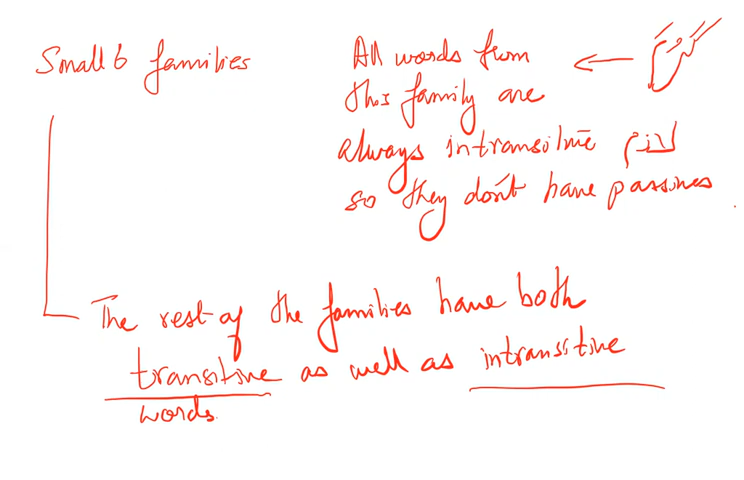 Small 6 families
All words from ← كَرُمَ
this family are
always intransitive لازم
so they don't have passives
The rest of the families have both
transitive as well as intransitive
words.